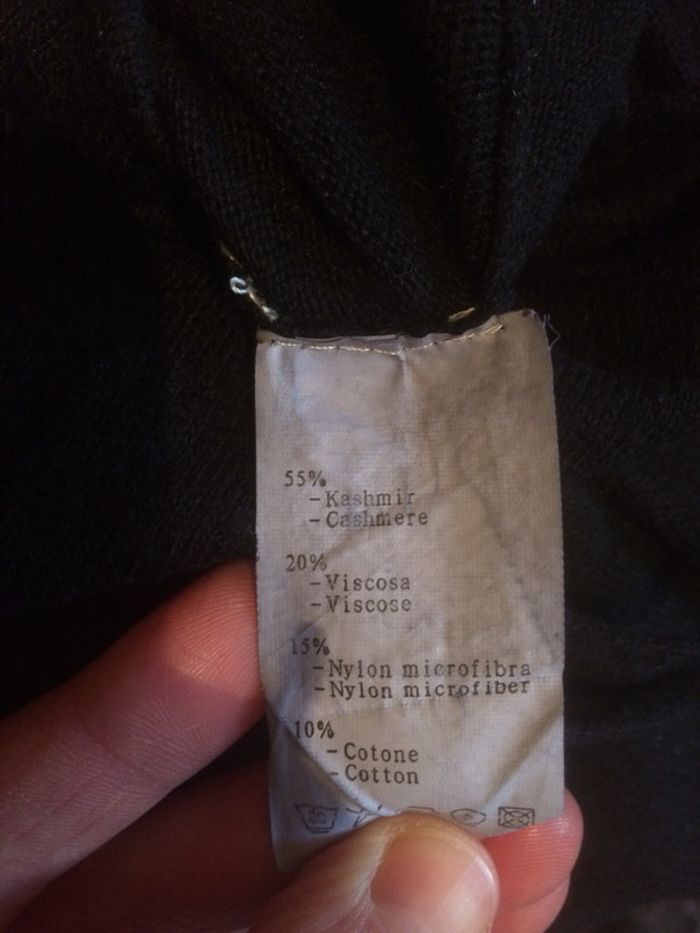 55%
-Kashmir
-Cashmere
20%
-Viscosa
-Viscose
15%
-Nylon microfibra
-Nylon microfiber
10%
-Cotone
-Cotton